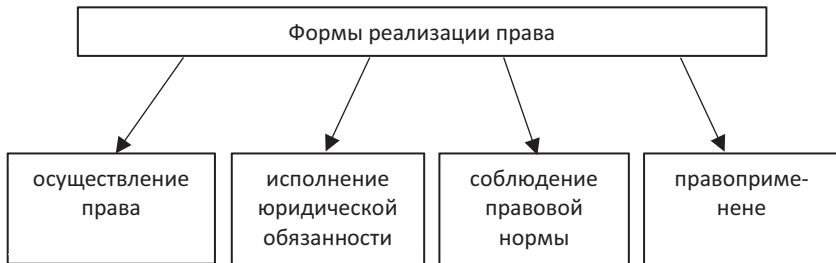 Формы реализации права
осуществление
права
исполнение
юридической
обязанности
соблюдение
правовой
нормы
правоприме-
нене